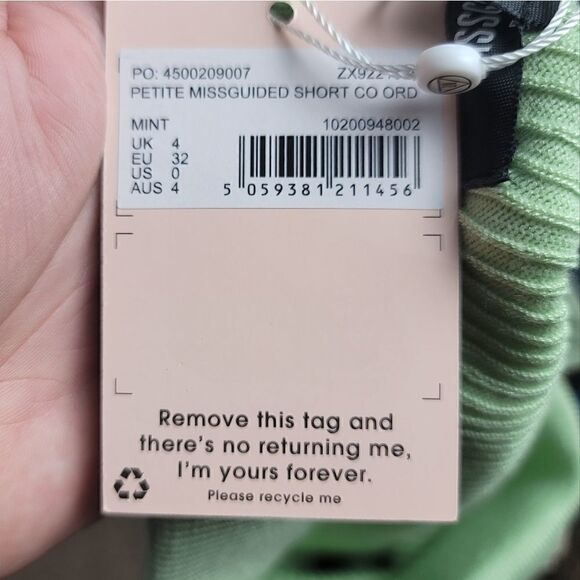 PO: 4500209007
PETITE MISSGUIDED SHORT CO ORD
MINT 10200948002
UK 4
EU 32
US 0
AUS 4
5 059381 211456
Remove this tag and
there's no returning me,
I'm yours forever.
Please recycle me